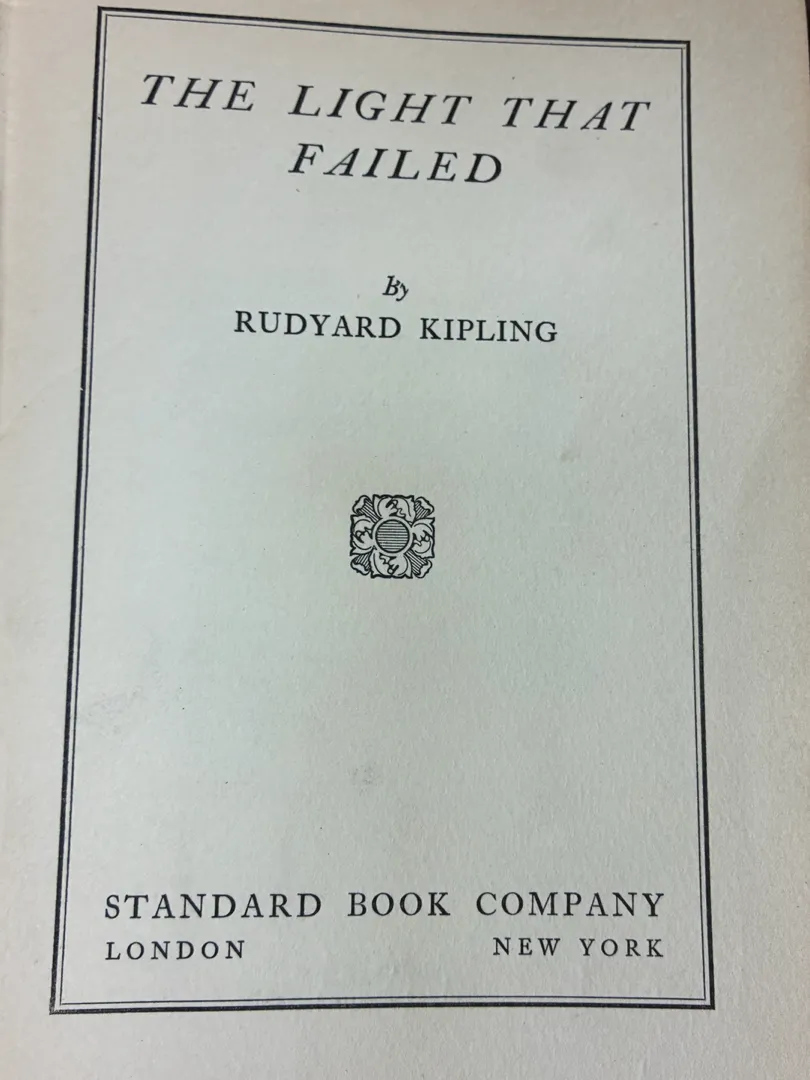 THE LIGHT THAT
FAILED
By
RUDYARD KIPLING
STANDARD BOOK COMPANY
LONDON NEW YORK